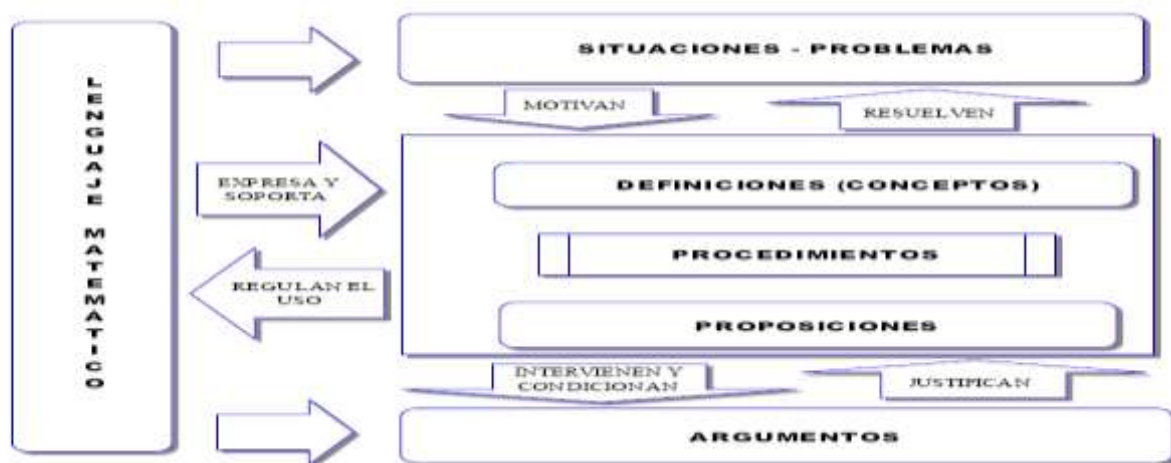 LENGUAJE MATEMATICO
SITUACIONES - PROBLEMAS
MOTIVAN
RESUELVEN
EXPRESA Y
SOPORTA
DEFINICIONES (CONCEPTOS)
PROCEDIMIENTOS
REGULAN EL
USO
PROPOSICIONES
INTERVIENEN Y
CONDICIONAN
JUSTIFICAN
ARGUMENTOS